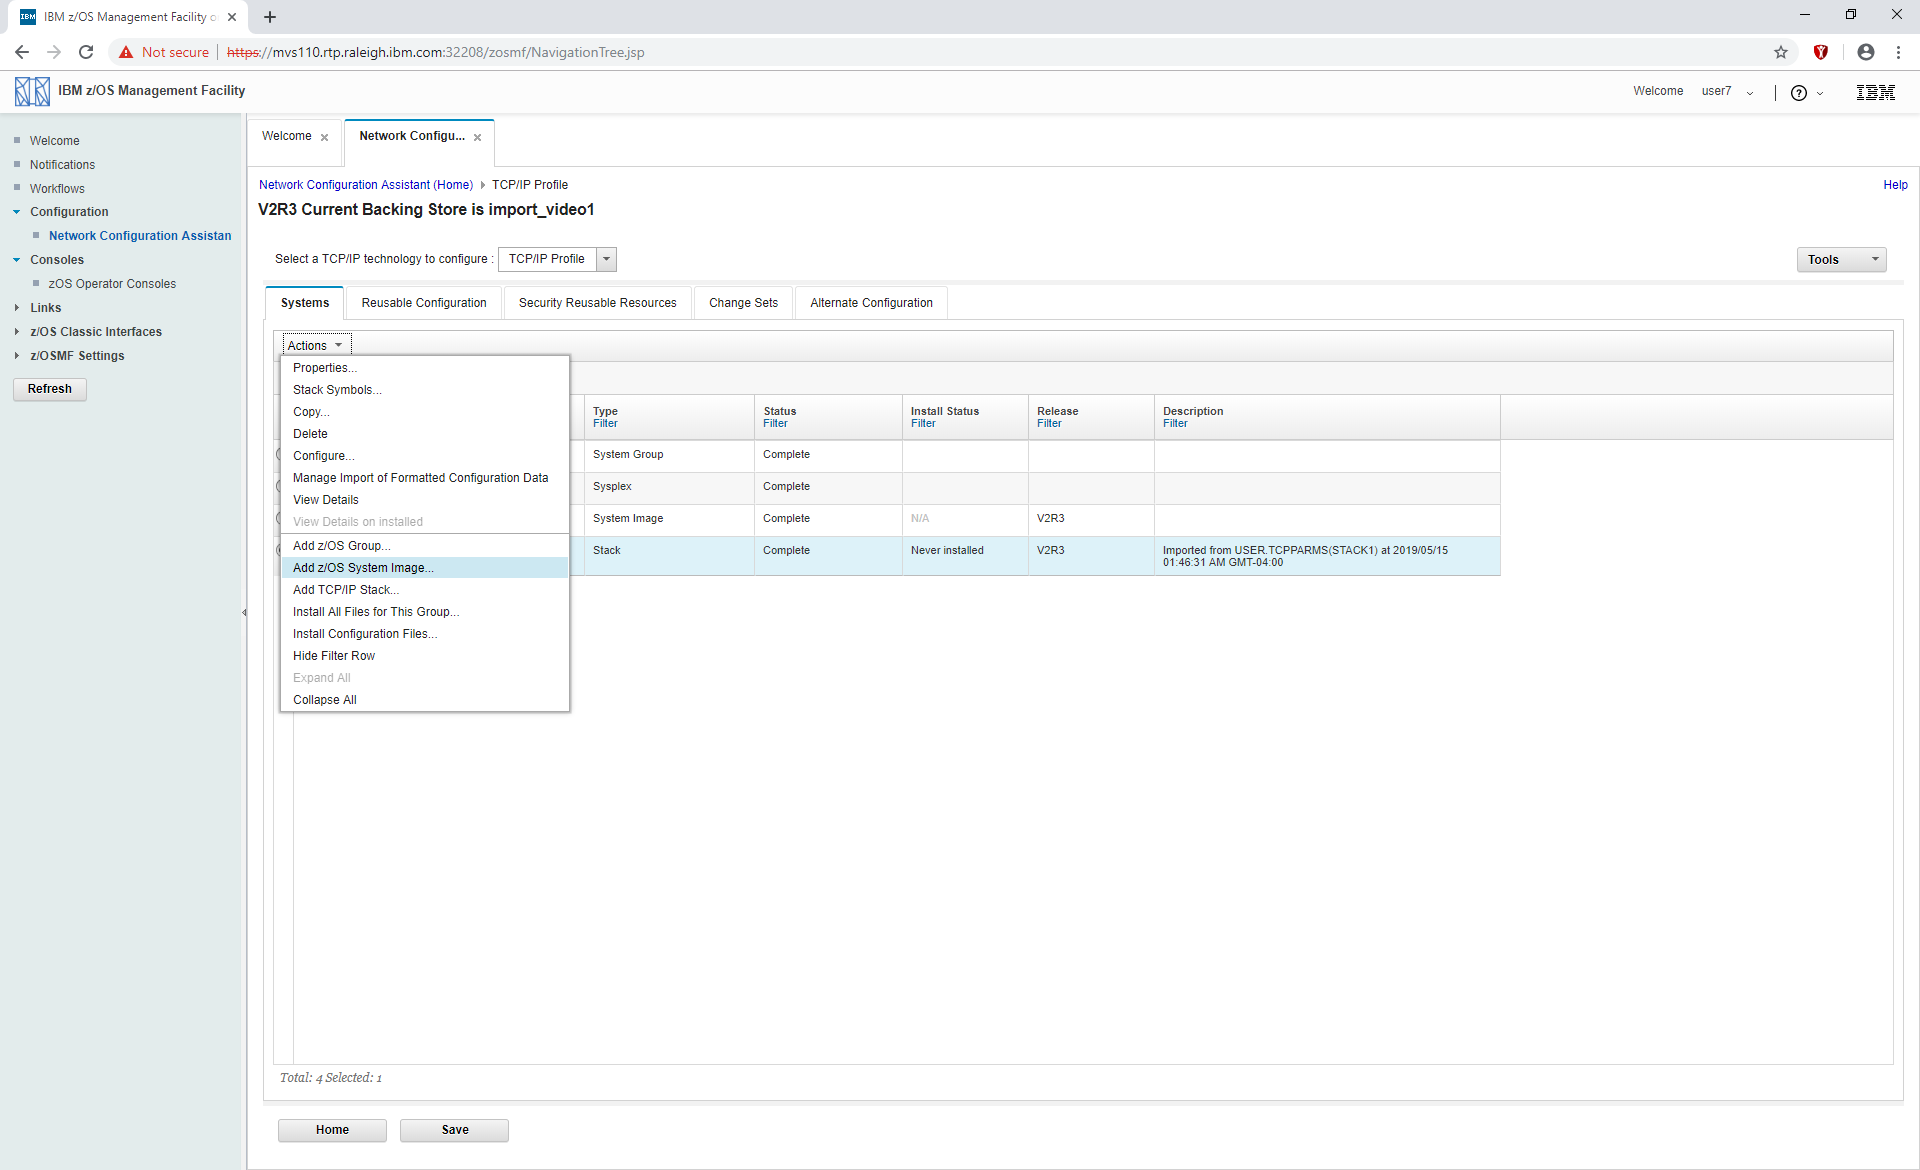 IBM
IBM z/OS Management Facility o
Not secure
https://mvs110.rtp.raleigh.ibm.com:32208/zosmf/NavigationTree.jsp
IBM z/OS Management Facility
Welcome user7
?
IBM
Welcome
Notifications
Workflows
Configuration
Network Configuration Assistan
Consoles
zOS Operator Consoles
Links
z/OS Classic Interfaces
z/OSMF Settings
Refresh
Welcome
Network Configu...
Network Configuration Assistant (Home) TCP/IP Profile
Help
V2R3 Current Backing Store is import_video1
Select a TCP/IP technology to configure : TCP/IP Profile
Tools
Systems Reusable Configuration Security Reusable Resources Change Sets Alternate Configuration
Actions
Properties...
Stack Symbols...
Copy...
Delete
Configure...
Manage Import of Formatted Configuration Data
View Details
View Details on installed
Add z/OS Group...
Add z/OS System Image...
Add TCP/IP Stack...
Install All Files for This Group...
Install Configuration Files...
Hide Filter Row
Expand All
Collapse All
Type Status Install Status Release Description
Filter Filter Filter Filter Filter
System Group Complete
Sysplex Complete
System Image Complete N/A V2R3
Stack Complete Never installed V2R3 Imported from USER.TCPPARMS(STACK1) at 2019/05/15
01:46:31 AM GMT-04:00
Total: 4 Selected: 1
Home Save